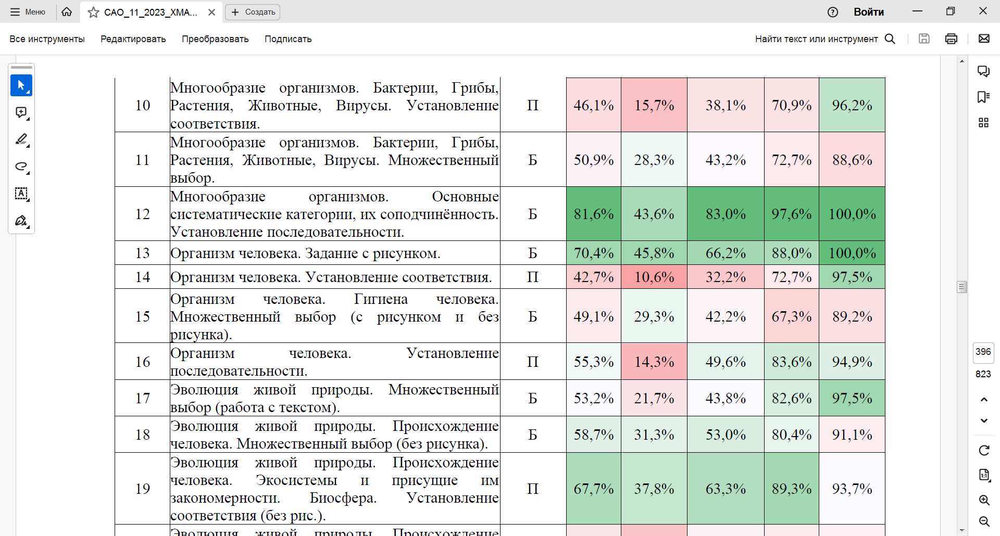 Меню
САО_11_2023_ХМА...
Создать
Войти
Все инструменты Редактировать Преобразовать Подписать
Найти текст или инструмент
10 Многообразие организмов. Бактерии, Грибы, Растения, Животные, Вирусы. Установление соответствия. П 46,1% 15,7% 38,1% 70,9% 96,2%
11 Многообразие организмов. Бактерии, Грибы, Растения, Животные, Вирусы. Множественный выбор. Б 50,9% 28,3% 43,2% 72,7% 88,6%
12 Многообразие организмов. Основные систематические категории, их соподчинённость. Установление последовательности. Б 81,6% 43,6% 83,0% 97,6% 100,0%
13 Организм человека. Задание с рисунком. Б 70,4% 45,8% 66,2% 88,0% 100,0%
14 Организм человека. Установление соответствия. П 42,7% 10,6% 32,2% 72,7% 97,5%
15 Организм человека. Гигиена человека. Множественный выбор (с рисунком и без рисунка). Б 49,1% 29,3% 42,2% 67,3% 89,2%
16 Организм человека. Установление последовательности. П 55,3% 14,3% 49,6% 83,6% 94,9%
17 Эволюция живой природы. Множественный выбор (работа с текстом). Б 53,2% 21,7% 43,8% 82,6% 97,5%
18 Эволюция живой природы. Происхождение человека. Множественный выбор (без рисунка). Б 58,7% 31,3% 53,0% 80,4% 91,1%
19 Эволюция живой природы. Происхождение человека. Экосистемы и присущие им закономерности. Биосфера. Установление соответствия (без рис.). П 67,7% 37,8% 63,3% 89,3% 93,7%
Эволюция живой природы. Происхождение
396
823
1:1